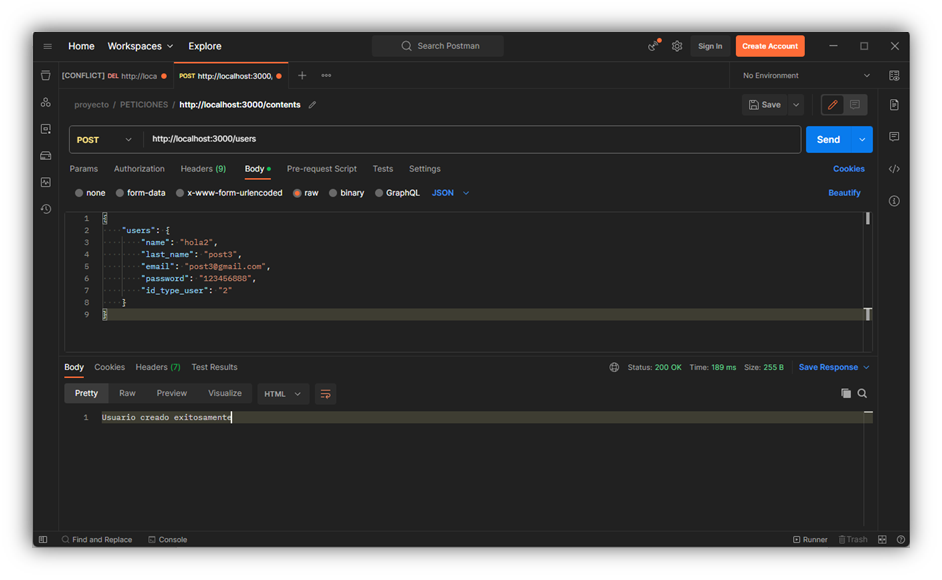 Home Workspaces Explore Search Postman Sign In Create Account
[CONFLICT] DEL http://loca POST http://localhost:3000, No Environment
proyecto / PETICIONES / http://localhost:3000/contents Save
POST http://localhost:3000/users Send
Params Authorization Headers (9) Body Pre-request Script Tests Settings Cookies
none form-data x-www-form-urlencoded raw binary GraphQL JSON Beautify
1 {
2 "users": {
3 "name": "hola2",
4 "last_name": "post3",
5 "email": "post3@gmail.com",
6 "password": "123456888",
7 "id_type_user": "2"
8 }
9 }
Body Cookies Headers (7) Test Results Status: 200 OK Time: 189 ms Size: 255 B Save Response
Pretty Raw Preview Visualize HTML
1 Usuario creado exitosamente
Find and Replace Console Runner Trash